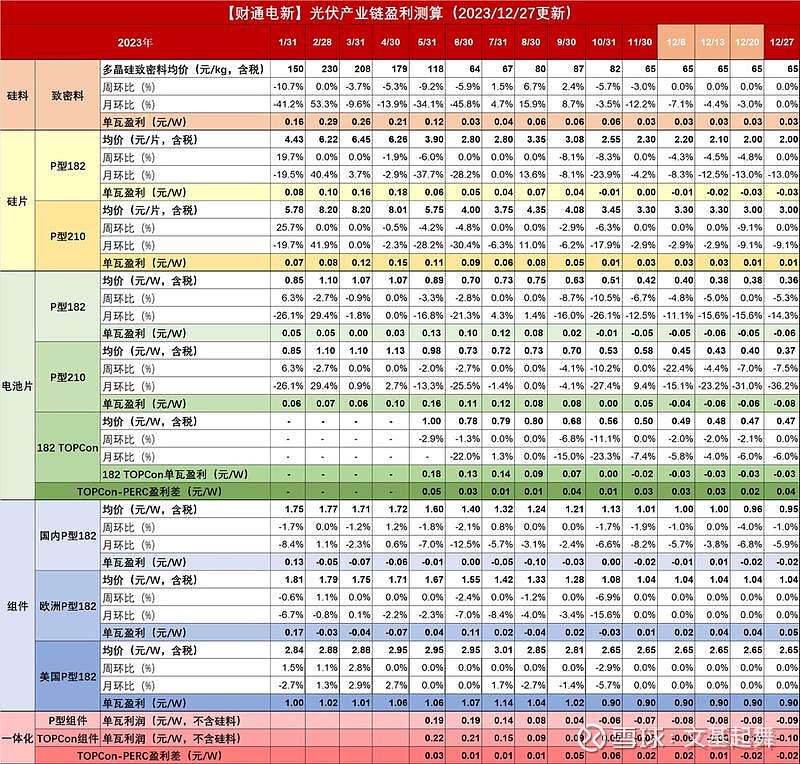 【财通电新】光伏产业链盈利测算（2023/12/27更新）
2023年 1/31 2/28 3/31 4/30 5/31 6/30 7/31 8/30 9/30 10/31 11/30 12/6 12/13 12/20 12/27
硅料 致密料
多晶硅致密料均价（元/kg，含税） 150 230 208 179 118 64 67 80 87 82 65 65 65 65 65
周环比（%） -10.7% 0.0% -3.7% -5.3% -9.2% -5.9% 1.5% 6.7% 2.4% -5.7% -3.0% 0.0% 0.0% 0.0% 0.0%
月环比（%） -41.2% 53.3% -9.6% -13.9% -34.1% -45.8% 4.7% 15.9% 8.7% -3.5% -12.2% -7.1% -4.4% -3.0% 0.0%
单瓦盈利（元/W） 0.16 0.29 0.26 0.21 0.12 0.03 0.04 0.06 0.06 0.06 0.03 0.03 0.03 0.03 0.03
硅片 P型182
均价（元/片，含税） 4.43 6.22 6.45 6.26 3.90 2.80 2.80 3.35 3.08 2.55 2.30 2.20 2.10 2.00 2.00
周环比（%） 19.7% 0.0% 0.0% -1.9% -6.0% 0.0% 0.0% 0.0% -8.1% -8.3% 0.0% -4.3% -4.5% -4.8% 0.0%
月环比（%） -19.5% 40.4% 3.7% -2.9% -37.7% -28.2% 0.0% 13.6% -8.1% -23.9% -4.2% -8.3% -12.5% -13.0% -13.0%
单瓦盈利（元/W） 0.08 0.10 0.16 0.18 0.06 0.05 0.04 0.07 0.04 -0.01 0.00 -0.01 -0.02 -0.03 -0.03
P型210
均价（元/片，含税） 5.78 8.20 8.20 8.01 5.75 4.00 3.75 4.35 4.08 3.45 3.30 3.30 3.30 3.00 3.00
周环比（%） 25.7% 0.0% 0.0% -0.5% -4.2% -4.8% 0.0% 0.0% -2.9% -6.3% 0.0% 0.0% 0.0% -9.1% 0.0%
月环比（%） -19.7% 41.9% 0.0% -2.3% -28.2% -30.4% -6.3% 11.0% -6.2% -17.9% -2.9% -2.9% -2.9% -9.1% -9.1%
单瓦盈利（元/W） 0.07 0.08 0.12 0.15 0.11 0.09 0.06 0.08 0.05 0.01 0.03 0.03 0.03 0.01 0.01
电池片 P型182
均价（元/W，含税） 0.85 1.10 1.07 1.07 0.89 0.70 0.73 0.75 0.63 0.51 0.42 0.40 0.38 0.38 0.36
周环比（%） 6.3% -2.7% -0.9% 0.0% -3.3% -2.8% 0.0% 0.0% -8.7% -10.5% -6.7% -4.8% -5.0% 0.0% -5.3%
月环比（%） -26.1% 29.4% -1.8% 0.0% -16.8% -21.3% 4.3% 1.4% -16.0% -26.1% -12.5% -11.1% -15.6% -15.6% -14.3%
单瓦盈利（元/W） 0.05 0.05 0.00 0.03 0.13 0.10 0.12 0.08 0.02 -0.01 -0.05 -0.05 -0.06 -0.05 -0.06
P型210
均价（元/W，含税） 0.85 1.10 1.10 1.13 0.98 0.73 0.72 0.73 0.70 0.53 0.58 0.45 0.43 0.40 0.37
周环比（%） 6.3% -2.7% 0.0% 0.0% -2.0% -2.7% 0.0% 0.0% -4.1% -10.2% 0.0% -22.4% -4.4% -7.0% -7.5%
月环比（%） -26.1% 29.4% 0.9% 2.7% -13.3% -25.5% -1.4% 0.0% -4.1% -27.4% 9.4% -15.1% -23.2% -31.0% -36.2%
单瓦盈利（元/W） 0.06 0.07 0.06 0.10 0.16 0.11 0.12 0.08 0.08 0.00 0.05 -0.04 -0.06 -0.06 -0.08
182 TOPCon
均价（元/W，含税） - - - - 1.00 0.78 0.79 0.80 0.68 0.56 0.50 0.49 0.48 0.47 0.47
周环比（%） - - - - -2.9% -1.3% 0.0% 0.0% -6.8% -11.1% 0.0% -2.0% -2.0% -2.1% 0.0%
月环比（%） - - - - -22.0% 1.3% 0.0% -15.0% -23.3% -7.4% -5.8% -4.0% -6.0% -6.0%
182 TOPCon单瓦盈利（元/W） - - - - 0.18 0.13 0.14 0.09 0.07 0.00 -0.02 -0.03 -0.03 -0.03 -0.03
TOPCon-PERC盈利差（元/W） - - - - 0.05 0.03 0.01 0.01 0.04 0.01 0.03 0.03 0.03 0.02 0.04
组件 国内P型182
均价（元/W，含税） 1.75 1.77 1.71 1.72 1.60 1.40 1.32 1.24 1.21 1.13 1.01 1.00 1.00 0.96 0.95
周环比（%） -1.7% 0.0% -1.2% 1.2% -1.8% -2.1% 0.8% 0.0% 0.0% -1.7% -1.9% -1.0% 0.0% -4.0% -1.0%
月环比（%） -8.4% 1.1% -2.3% 0.6% -7.0% -12.5% -5.7% -3.1% -2.4% -6.6% -8.2% -5.7% -3.8% -6.8% -5.9%
单瓦盈利（元/W） 0.13 -0.05 -0.07 -0.06 -0.01 0.00 -0.05 -0.10 -0.03 0.00 -0.02 -0.01 0.01 -0.02 -0.02
欧洲P型182
均价（元/W，含税） 1.81 1.79 1.75 1.71 1.67 1.55 1.42 1.33 1.28 1.08 1.04 1.04 1.04 1.04 1.04
周环比（%） -0.6% 1.1% 0.0% 0.0% 0.0% -2.4% 0.0% -1.2% 0.0% -6.9% 0.0% 0.0% 0.0% 0.0% 0.0%
月环比（%） -6.7% -0.8% 0.1% -2.2% -2.3% -7.0% -8.4% -4.0% -3.4% -15.6% 0.0% 0.0% 0.0% 0.0% 0.0%
单瓦盈利（元/W） 0.17 -0.03 -0.04 -0.07 0.04 0.11 0.02 -0.04 0.02 -0.03 0.01 0.02 0.04 0.04 0.05
美国P型182
均价（元/W，含税） 2.84 2.88 2.88 2.95 2.95 2.95 3.01 2.85 2.81 2.65 2.65 2.65 2.65 2.65 2.65
周环比（%） 1.5% 1.1% 2.8% 0.0% 0.0% 0.0% 0.0% 0.0% 0.0% -2.9% 0.0% 0.0% 0.0% 0.0% 0.0%
月环比（%） -2.7% 1.3% 2.9% 2.7% 0.0% 0.0% 1.7% -2.7% -1.4% -5.7% 0.0% 0.0% 0.0% 0.0% 0.0%
单瓦盈利（元/W） 1.00 1.02 1.01 1.06 1.06 1.07 1.14 1.04 1.02 0.90 0.90 0.90 0.90 0.90 0.90
一体化 P型组件 单瓦利润（元/W，不含硅料） 0.19 0.19 0.14 0.08 0.04 -0.06 -0.07 -0.08 -0.08 -0.08 -0.09
TOPCon组件 单瓦利润（元/W，不含硅料） 0.22 0.21 0.15 0.09 0.09 -0.10
TOPCon-PERC盈利差（元/W） 0.03 0.01 0.01 0.01 0.05 0.06 0.02 0.02 0.01 -0.02 -0.02
雪球：文基起舞